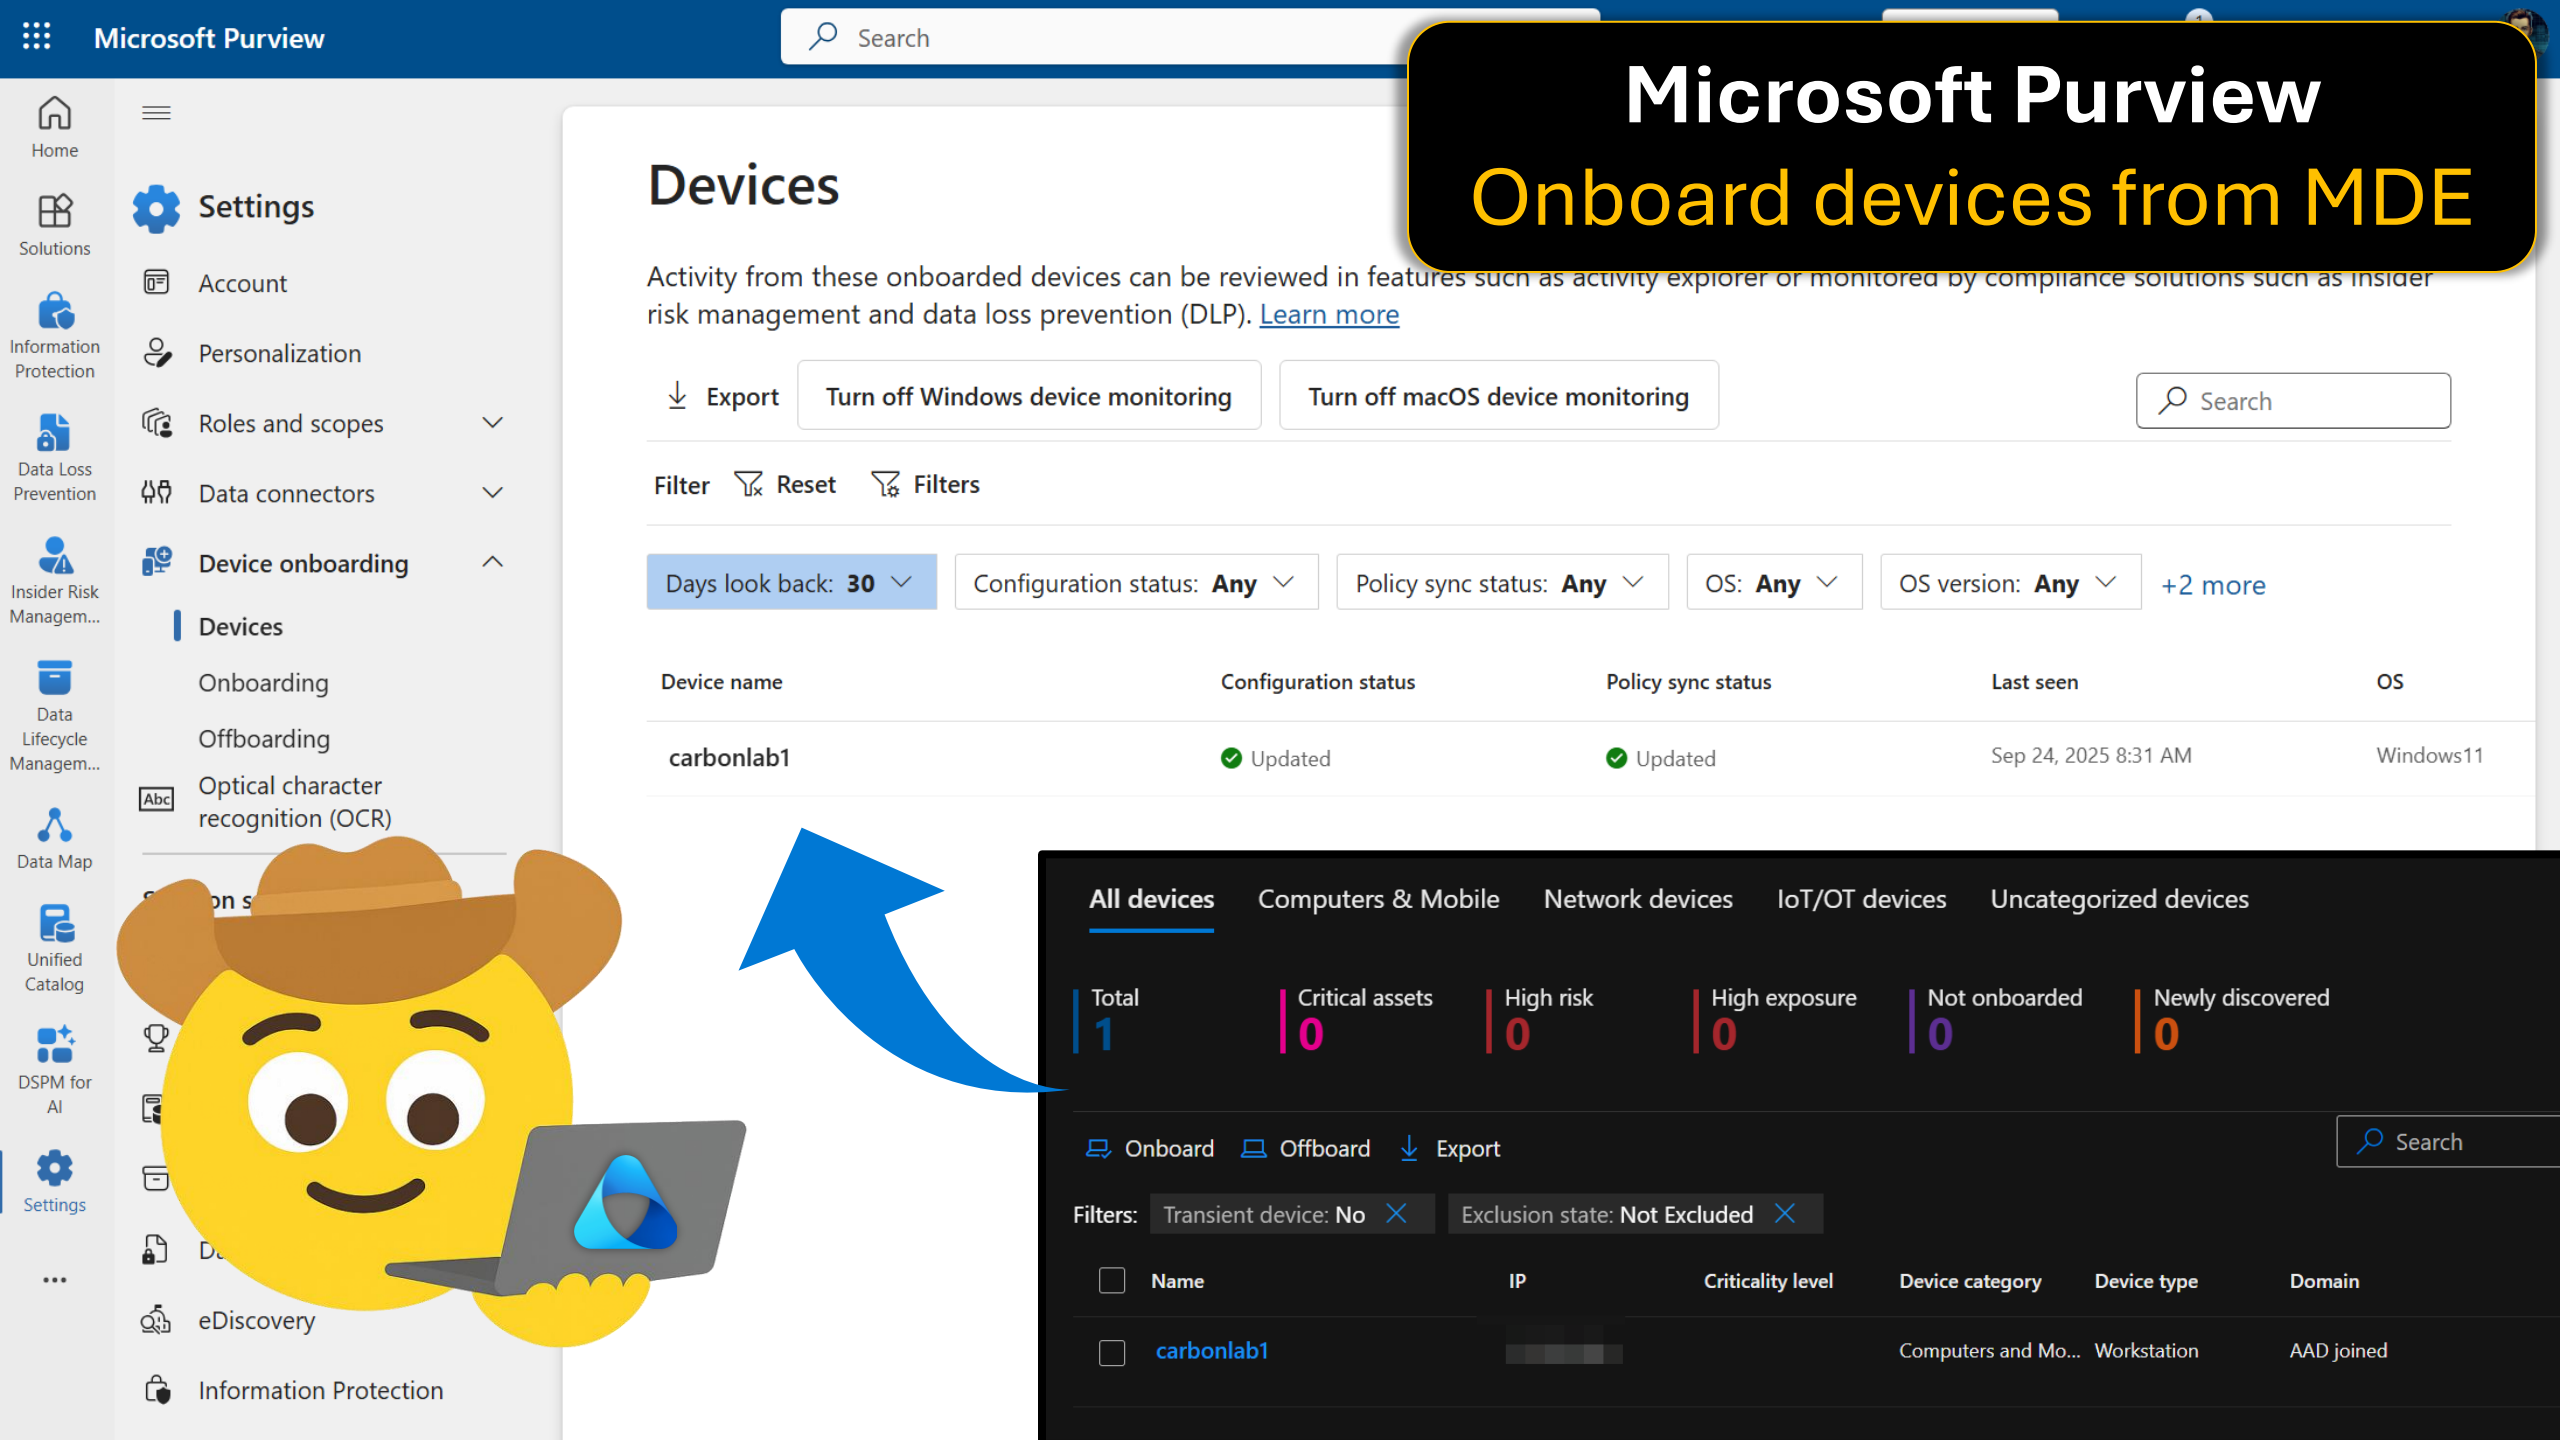 Microsoft Purview
Search
Microsoft Purview
Onboard devices from MDE
Home
Solutions
Information
Protection
Data Loss
Prevention
Insider Risk
Managem...
Data
Lifecycle
Managem...
Data Map
Unified
Catalog
DSPM for
AI
Settings
Settings
Account
Personalization
Roles and scopes
Data connectors
Device onboarding
Devices
Onboarding
Offboarding
Abc
Optical character
recognition (OCR)
eDiscovery
Information Protection
Devices
Activity from these onboarded devices can be reviewed in features such as activity explorer or monitored by compliance solutions such as insider
risk management and data loss prevention (DLP). Learn more
Export
Turn off Windows device monitoring
Turn off macOS device monitoring
Search
Filter
Reset
Filters
Days look back: 30
Configuration status: Any
Policy sync status: Any
OS: Any
OS version: Any
+2 more
Device name
Configuration status
Policy sync status
Last seen
OS
carbonlab1
Updated
Updated
Sep 24, 2025 8:31 AM
Windows11
All devices
Computers & Mobile
Network devices
IoT/OT devices
Uncategorized devices
Total
1
Critical assets
0
High risk
0
High exposure
0
Not onboarded
0
Newly discovered
0
Onboard
Offboard
Export
Search
Filters:
Transient device: No
Exclusion state: Not Excluded
Name
IP
Criticality level
Device category
Device type
Domain
carbonlab1
Computers and Mo...
Workstation
AAD joined